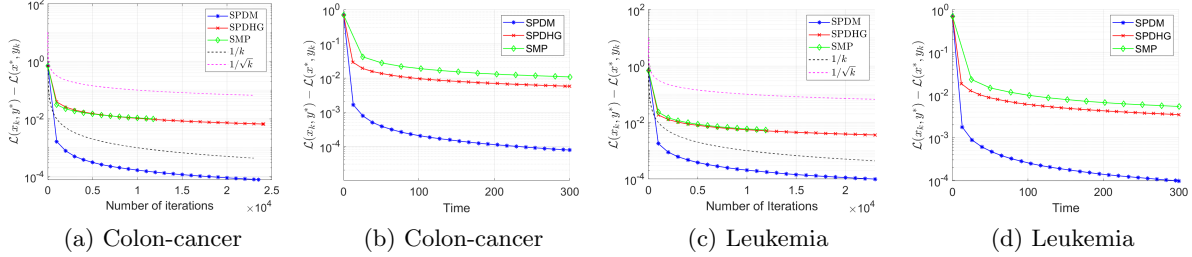 SPDM
SPDHG
SMP
1/k
1/√k
10^4
10^2
10^0
10^-2
10^-4
L(x_k, y*) − L(x*, y_k)
0
0.5
1
1.5
2
2.5
×10^4
Number of iterations
(a) Colon-cancer
SPDM
SPDHG
SMP
10^0
10^-1
10^-2
10^-3
10^-4
L(x_k, y*) − L(x*, y_k)
0
100
200
300
Time
(b) Colon-cancer
SPDM
SPDHG
SMP
1/k
1/√k
10^4
10^2
10^0
10^-2
10^-4
L(x_k, y*) − L(x*, y_k)
0
0.5
1
1.5
2
×10^4
Number of iterations
(c) Leukemia
SPDM
SPDHG
SMP
10^0
10^-1
10^-2
10^-3
10^-4
L(x_k, y*) − L(x*, y_k)
0
100
200
300
Time
(d) Leukemia